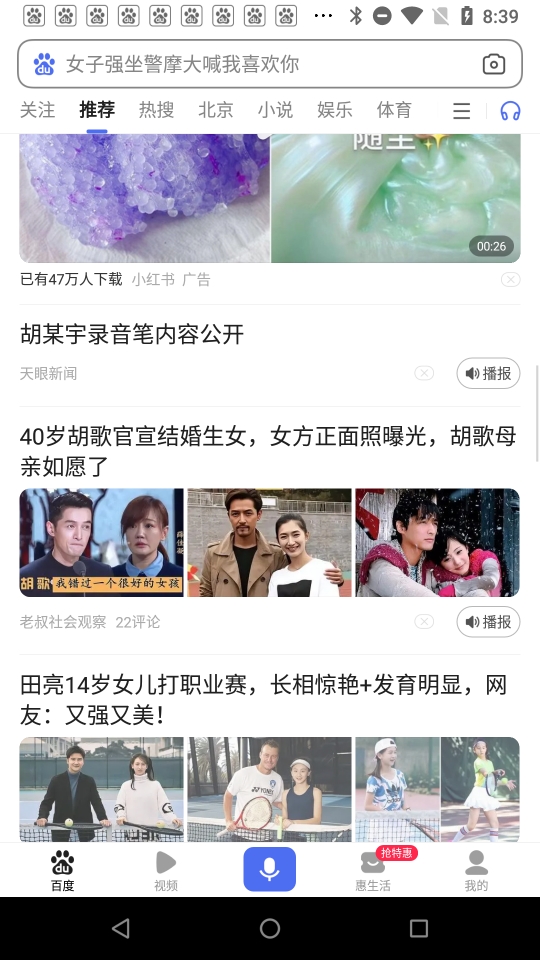 8:39
女子强坐警摩大喊我喜欢你
关注 推荐 热搜 北京 小说 娱乐 体育
00:26
已有47万人下载 小红书 广告
胡某宇录音笔内容公开
天眼新闻 播报
40岁胡歌官宣结婚生女，女方正面照曝光，胡歌母
亲如愿了
我错过一个很好的女孩
老叔社会观察 22评论 播报
田亮14岁女儿打职业赛，长相惊艳+发育明显，网
友：又强又美！
YONEX
抢特惠
百度 视频 惠生活 我的